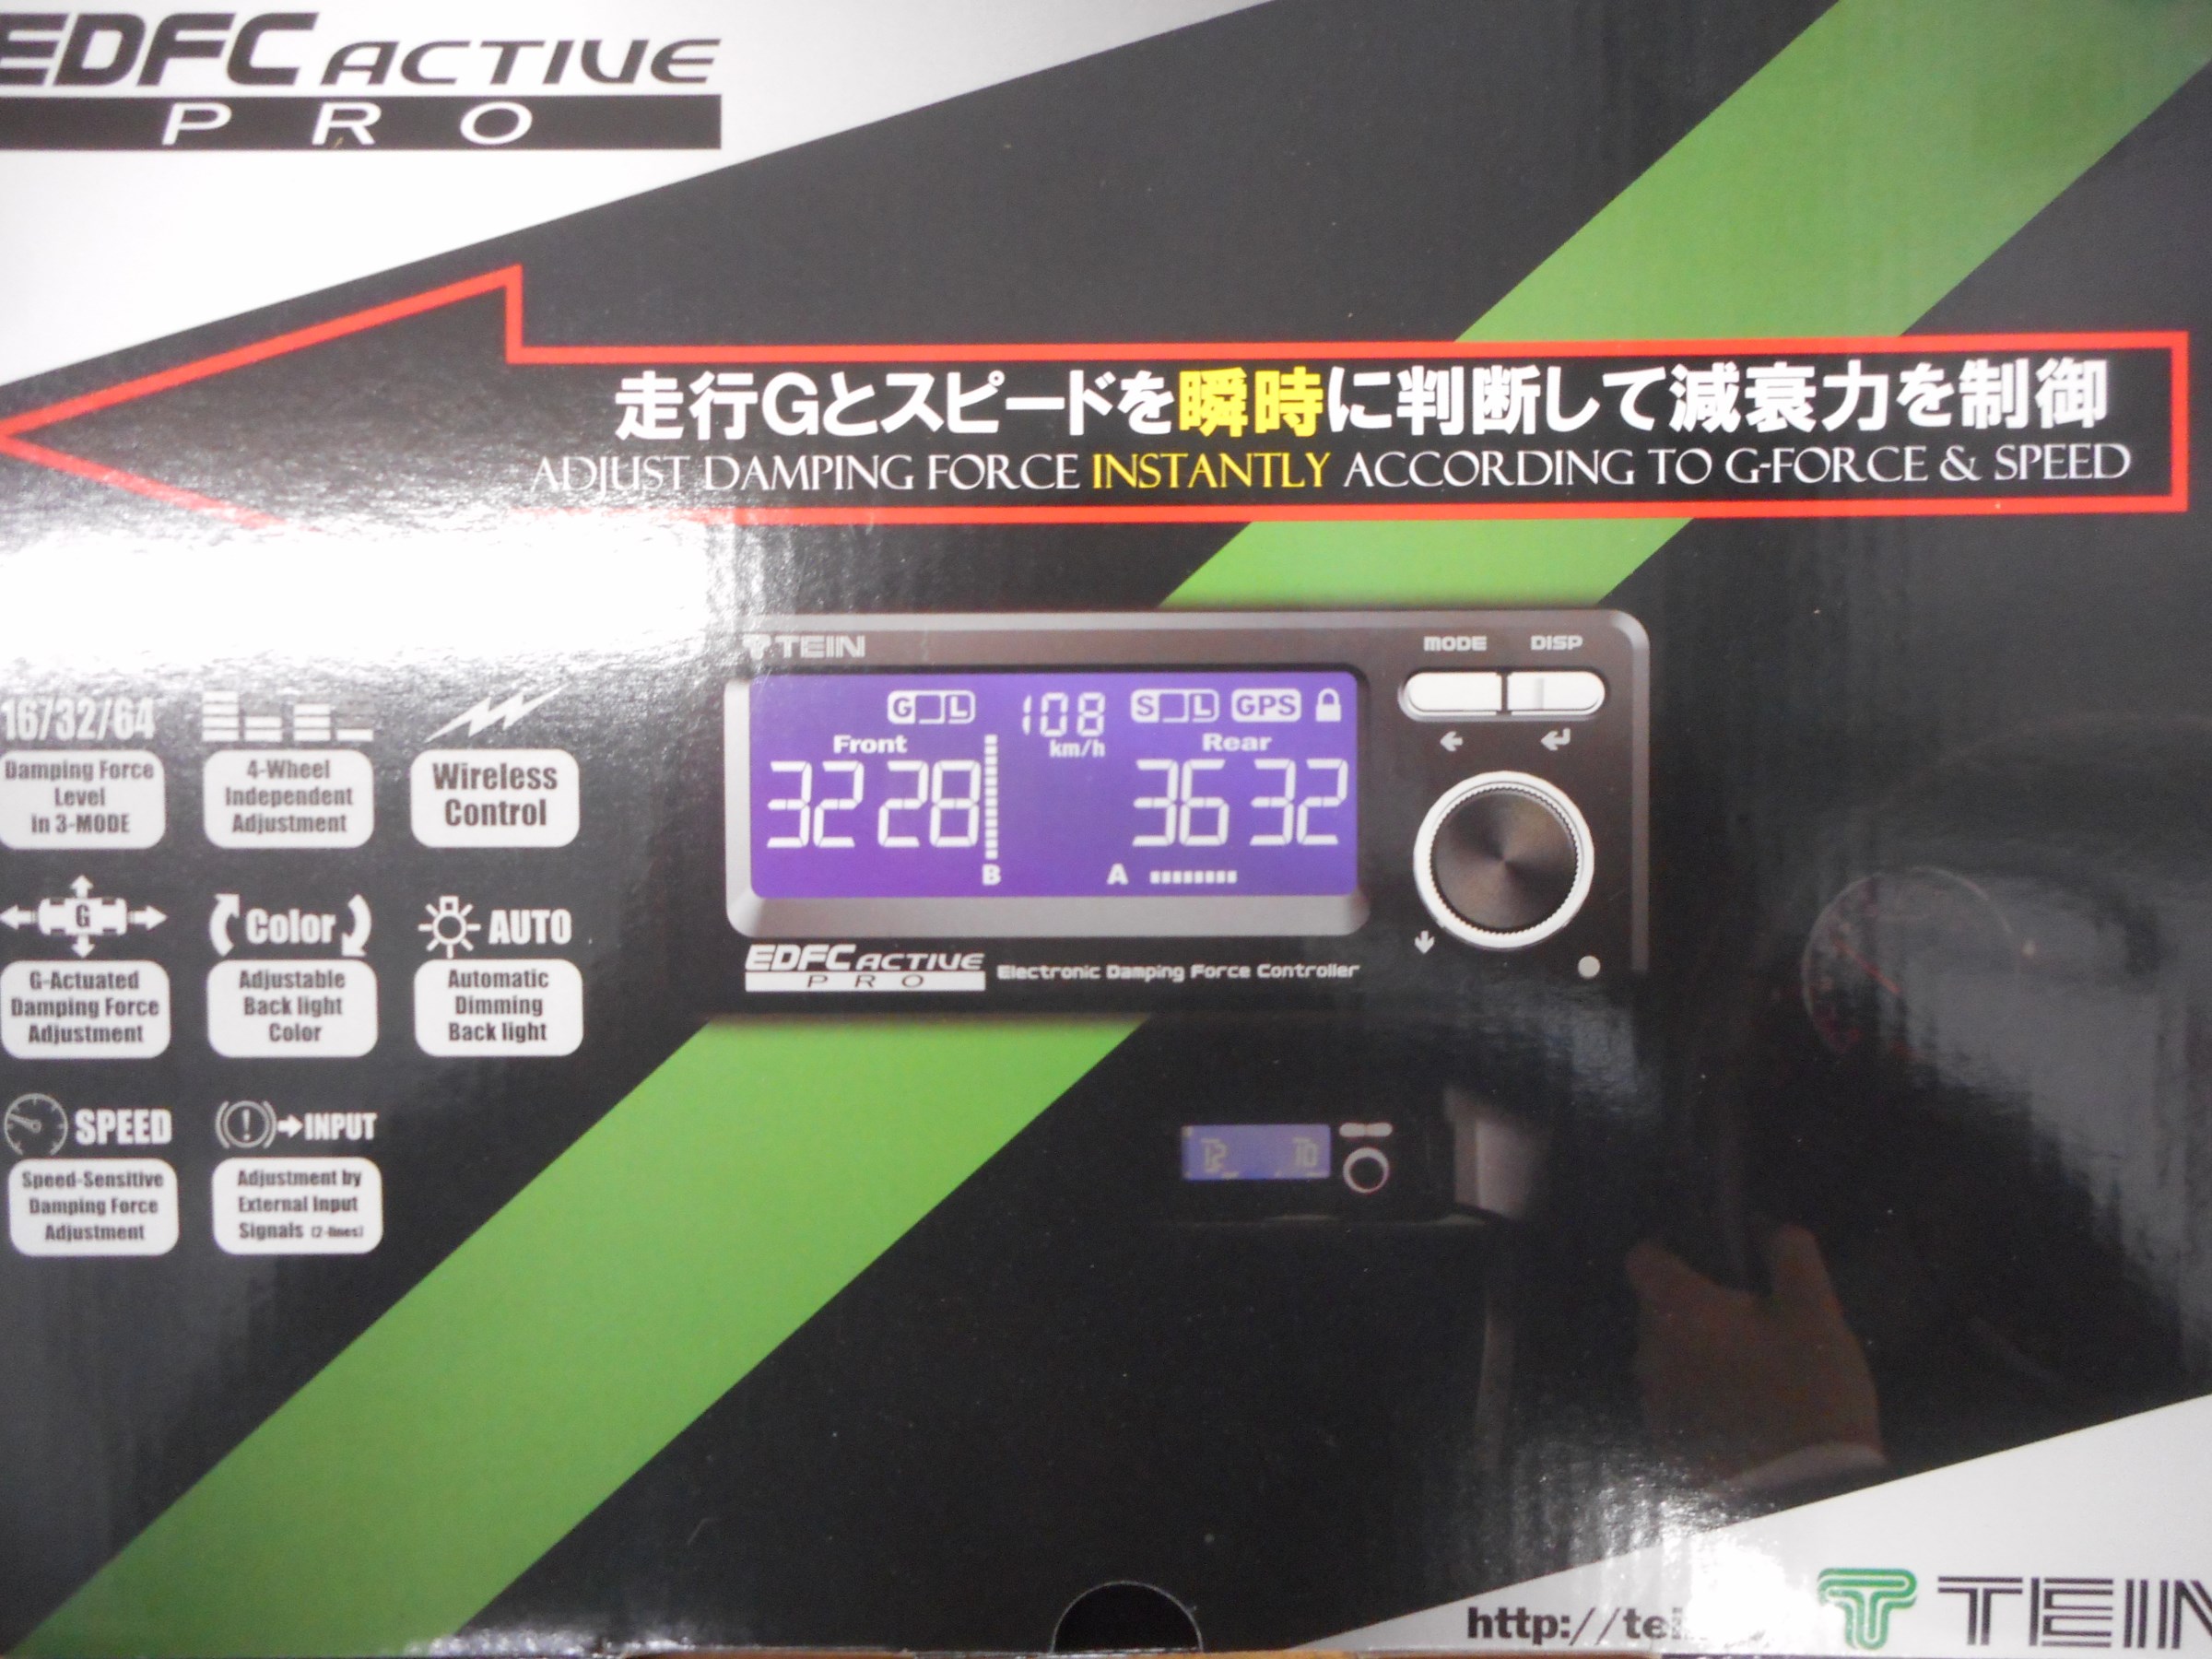 EDFC ACTIVE
PRO
走行Gとスピードを瞬時に判断して減衰力を制御
ADJUST DAMPING FORCE INSTANTLY ACCORDING TO G-FORCE & SPEED
TEIN
MODE DISP
G L 108 S L GPS
km/h
Front Rear
32 28 36 32
B A
EDFC ACTIVE
PRO
Electronic Damping Force Controller
16/32/64
Damping Force
Level
in 3-MODE
4-Wheel
Independent
Adjustment
Wireless
Control
G
G-Actuated
Damping Force
Adjustment
Color
Adjustable
Back light
Color
AUTO
Automatic
Dimming
Back light
SPEED
Speed-Sensitive
Damping Force
Adjustment
INPUT
Adjustment by
External Input
Signals (2-lines)
TEIN